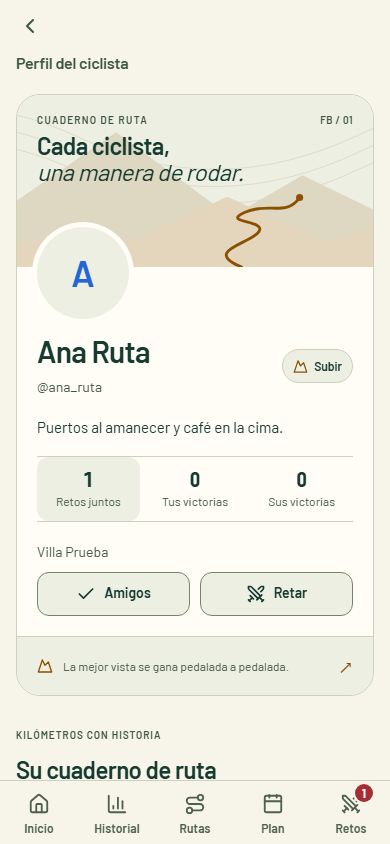 Perfil del ciclista
CUADERNO DE RUTA
FB / 01
Cada ciclista,
una manera de rodar.
A
Ana Ruta
@ana_ruta
Subir
Puertos al amanecer y café en la cima.
1
Retos juntos
0
Tus victorias
0
Sus victorias
Villa Prueba
Amigos
Retar
La mejor vista se gana pedalada a pedalada.
KILÓMETROS CON HISTORIA
Su cuaderno de ruta
Inicio
Historial
Rutas
Plan
1
Retos